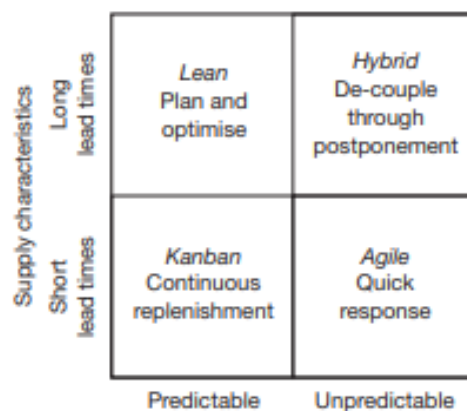 Supply characteristics
Long
lead times
Short
lead times
Lean
Plan and
optimise
Hybrid
De-couple
through
postponement
Kanban
Continuous
replenishment
Agile
Quick
response
Predictable
Unpredictable